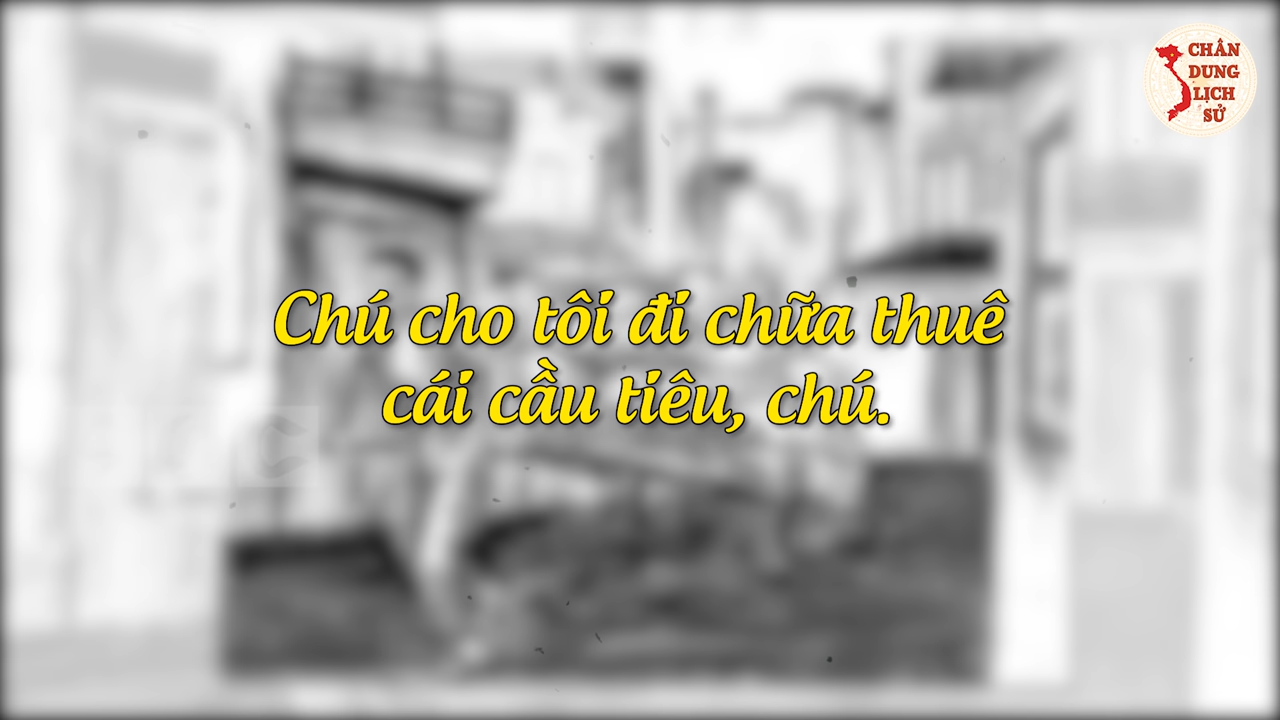 CHÂN
DUNG
LỊCH
SỬ
Chú cho tôi đi chữa thuê
cái cầu tiêu, chú.